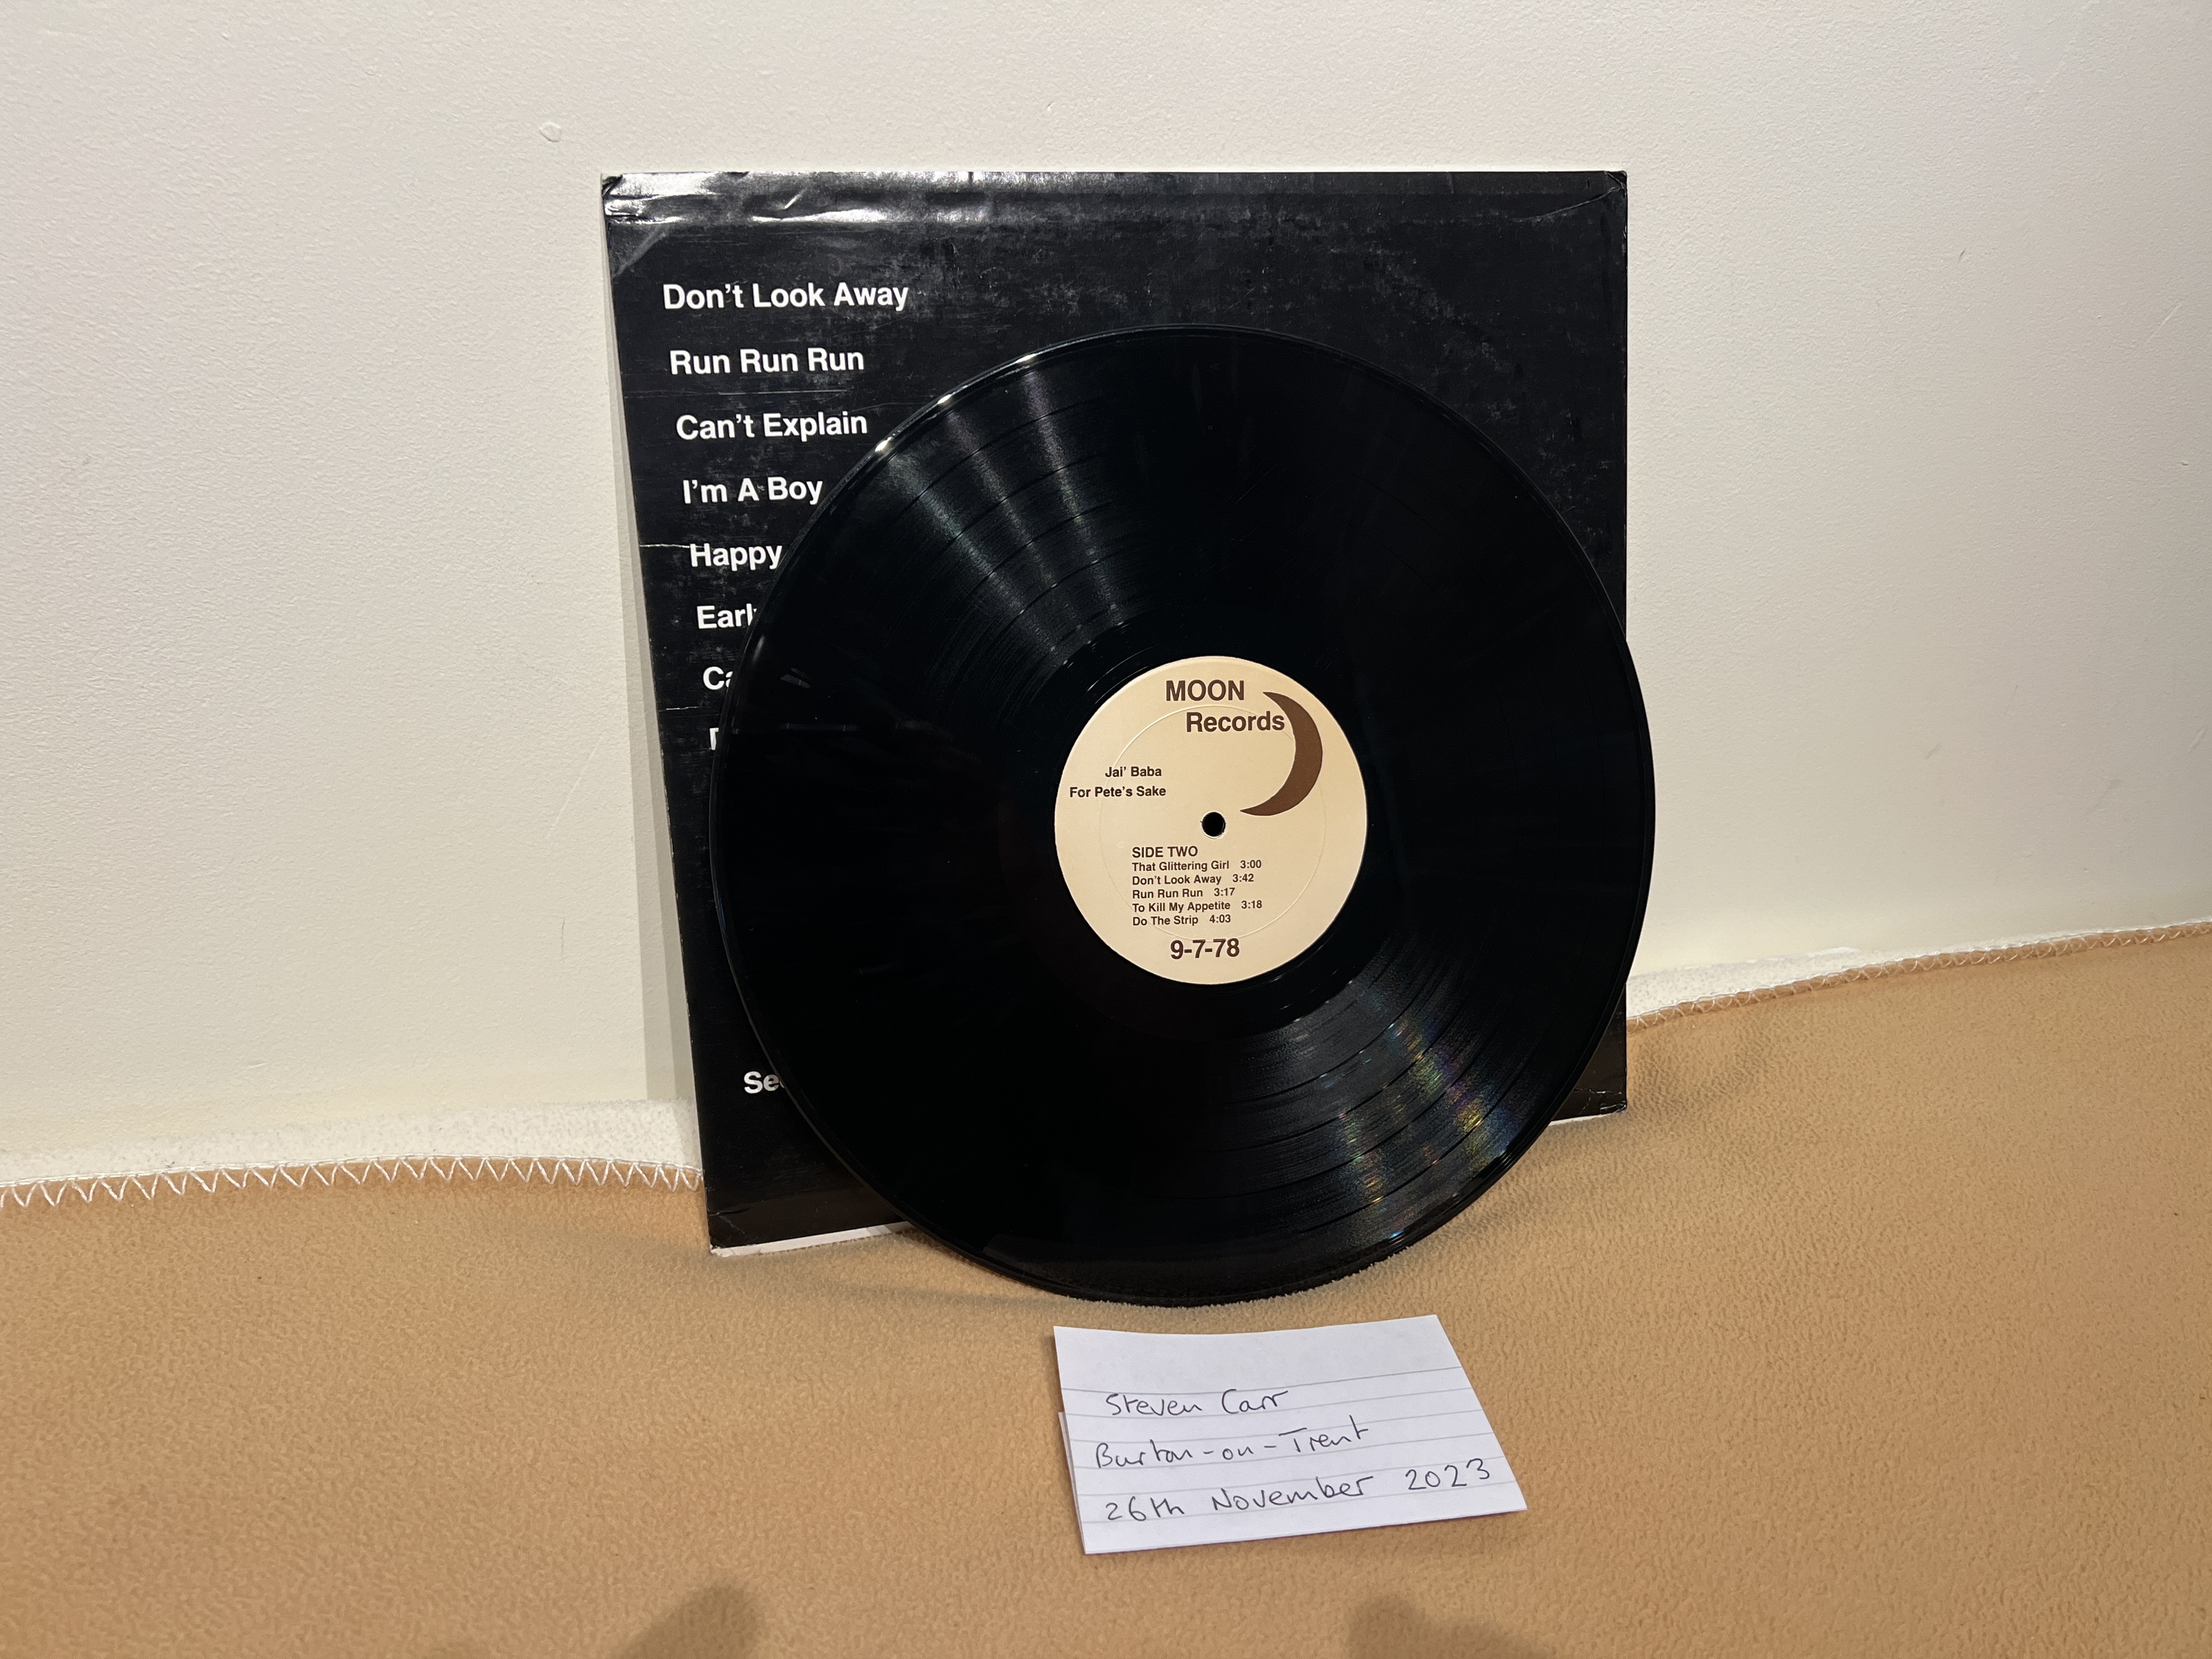 Don't Look Away
Run Run Run
Can't Explain
I'm A Boy
Happy
MOON
Records
Jai' Baba
For Pete's Sake
SIDE TWO
That Glittering Girl 3:00
Don't Look Away 3:42
Run Run Run 3:17
To Kill My Appetite 3:18
Do The Strip 4:03
9-7-78
Steven Carr
Burton-on-Trent
26th November 2023